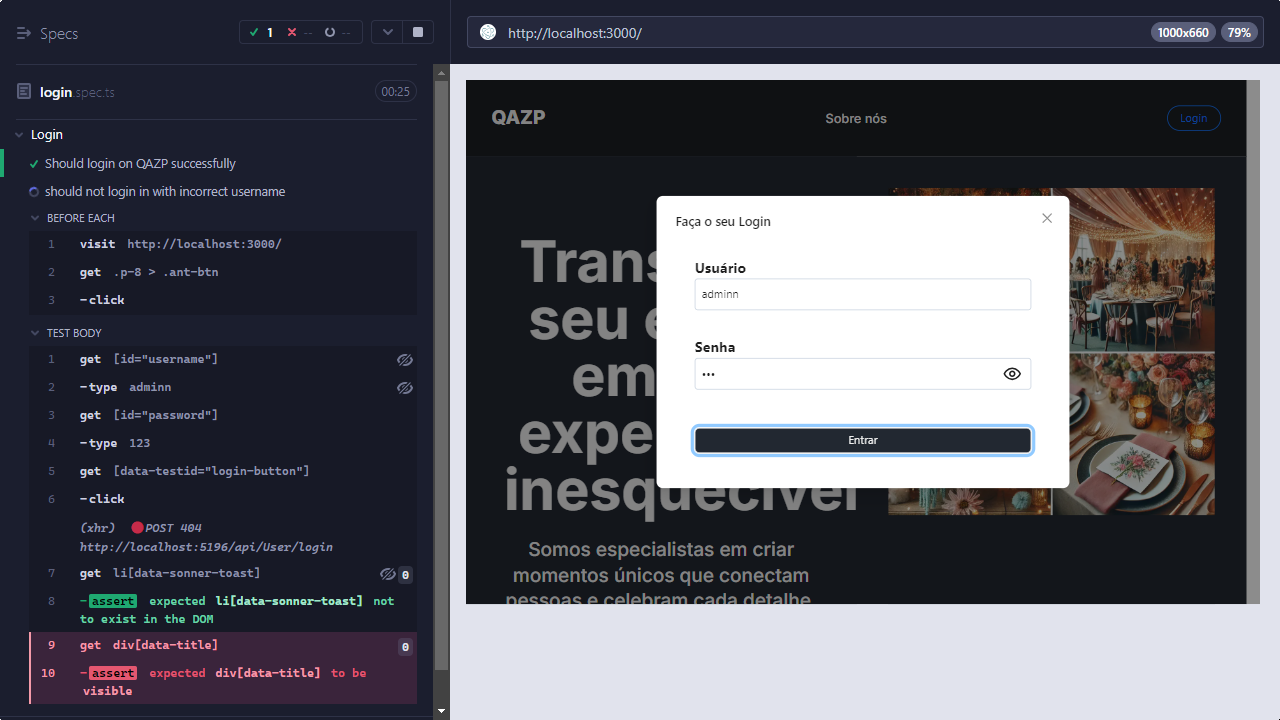 Specs
1 -- --
login.spec.ts 00:25
Login
Should login on QAZP successfully
should not login in with incorrect username
BEFORE EACH
1 visit http://localhost:3000/
2 get .p-8 > .ant-btn
3 -click
TEST BODY
1 get [id="username"]
2 -type adminn
3 get [id="password"]
4 -type 123
5 get [data-testid="login-button"]
6 -click
(xhr) POST 404
http://localhost:5196/api/User/login
7 get li[data-sonner-toast] 0
8 -assert expected li[data-sonner-toast] not
to exist in the DOM
9 get div[data-title] 0
10 -assert expected div[data-title] to be
visible
http://localhost:3000/ 1000x660 79%
QAZP Sobre nós Login
Faça o seu Login
Usuário
adminn
Senha
•••
Entrar
Trans
seu e
em
expe
inesquecível
Somos especialistas em criar
momentos únicos que conectam
pessoas e celebram cada detalhe